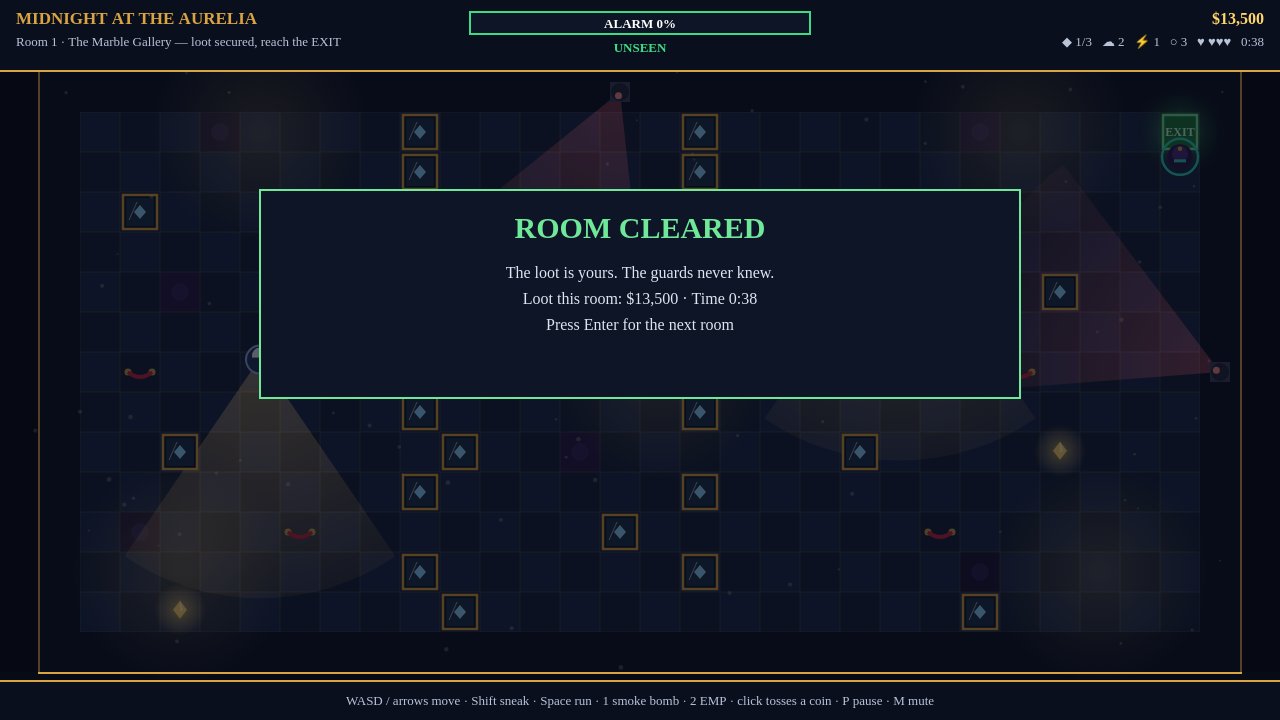 MIDNIGHT AT THE AURELIA
Room 1 · The Marble Gallery — loot secured, reach the EXIT
ALARM 0%
UNSEEN
$13,500
◆ 1/3 ☁ 2 ⚡ 1 ○ 3 ♥ ♥♥♥ 0:38
EXIT
ROOM CLEARED
The loot is yours. The guards never knew.
Loot this room: $13,500 · Time 0:38
Press Enter for the next room
WASD / arrows move · Shift sneak · Space run · 1 smoke bomb · 2 EMP · click tosses a coin · P pause · M mute